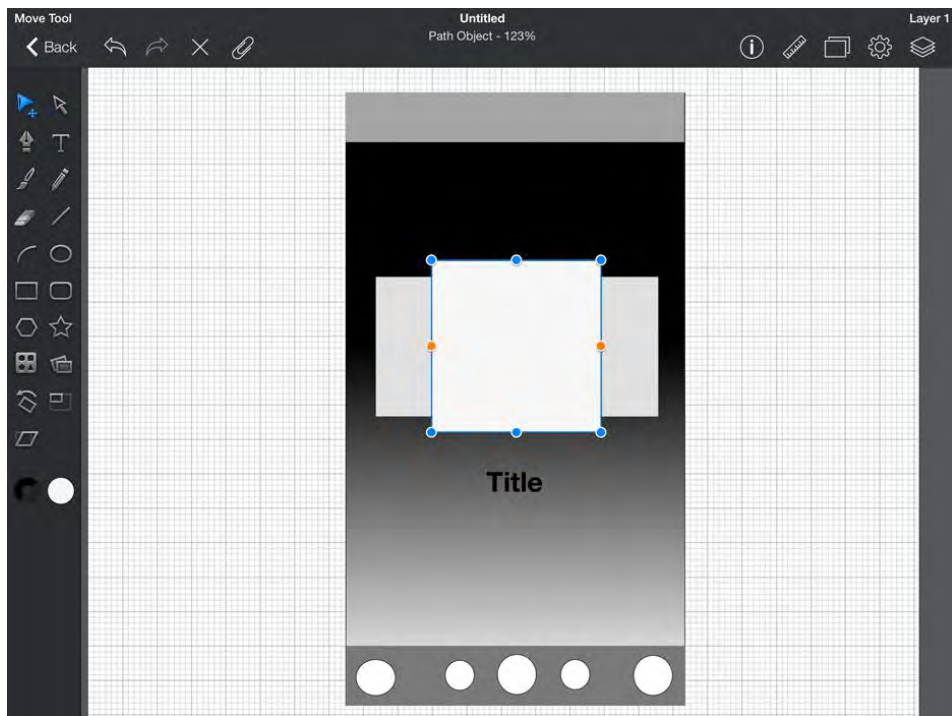 Move Tool
Untitled
Layer 1
Back
Path Object - 123%
T
Title